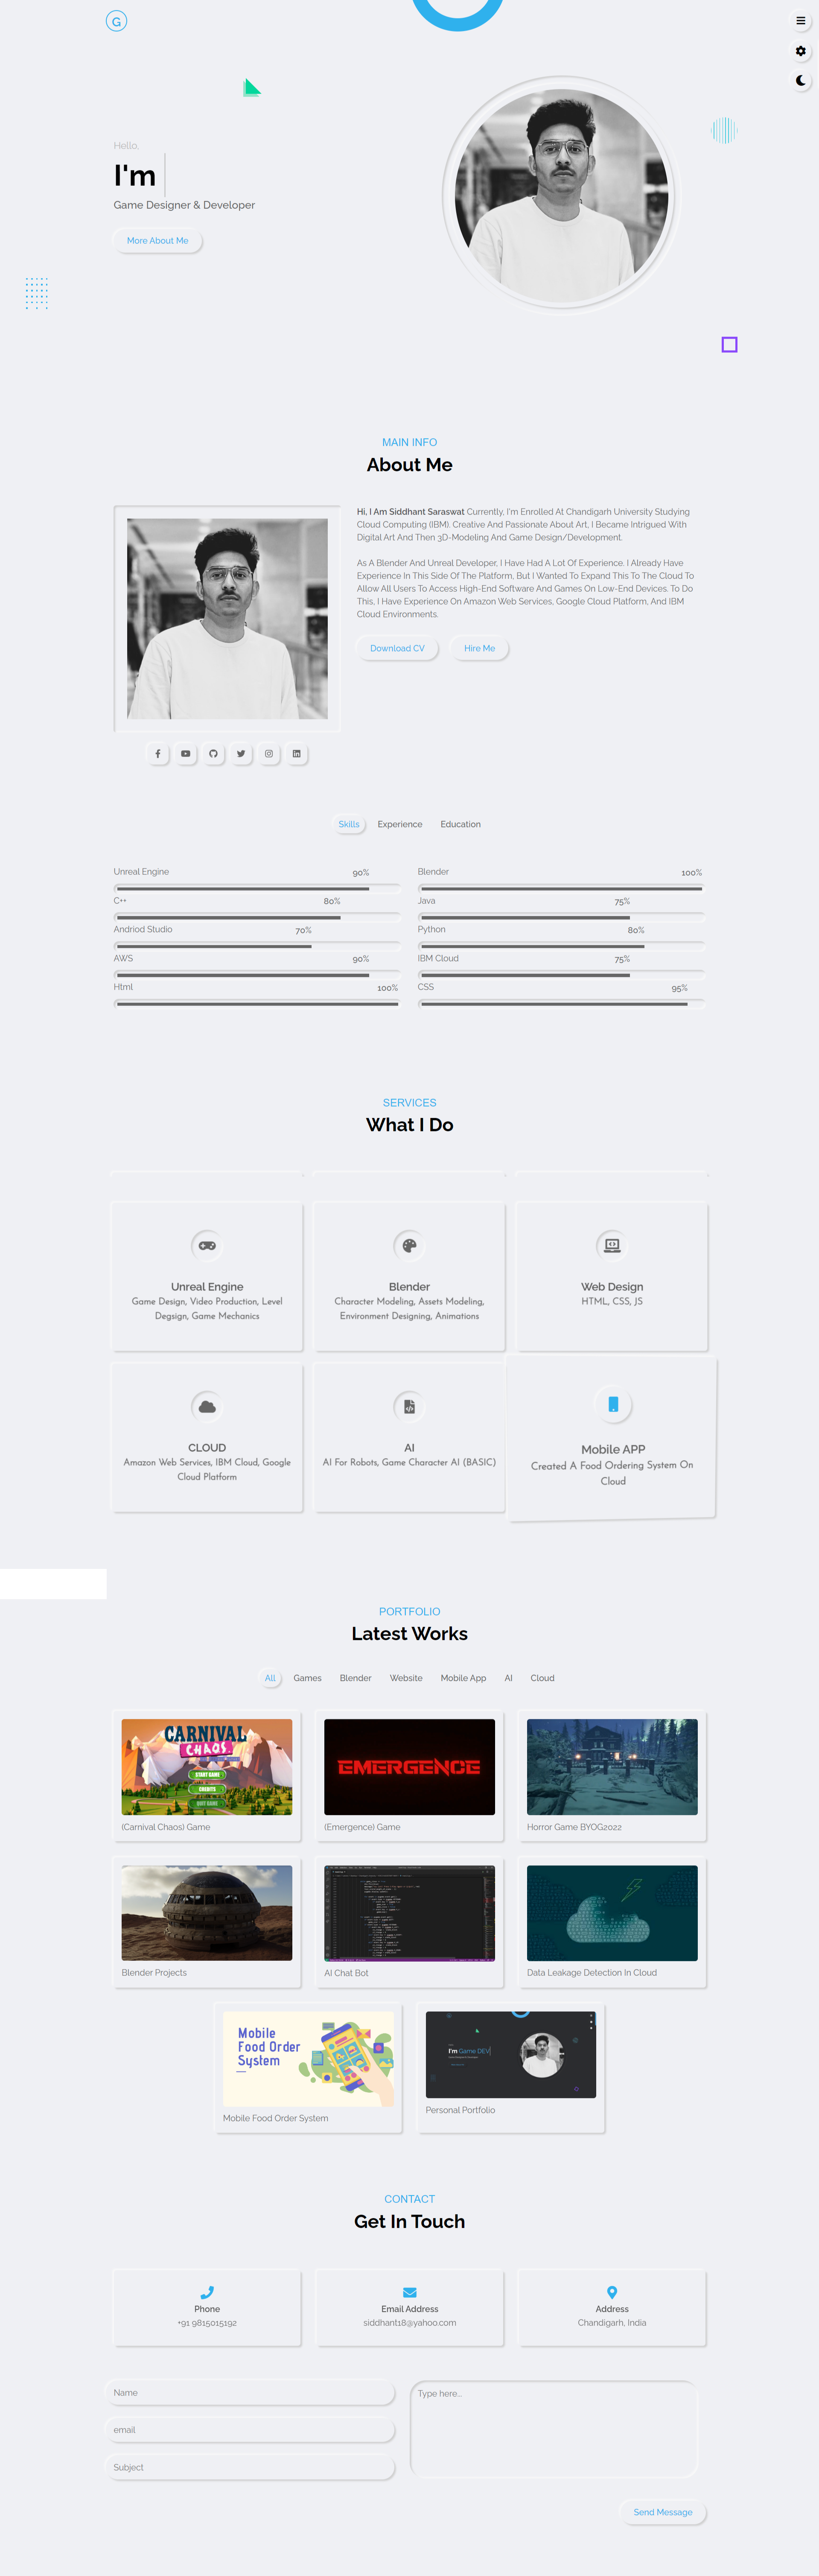 G
Hello,
I'm
Game Designer & Developer
More About Me
MAIN INFO
About Me
Hi, I Am Siddhant Saraswat Currently, I'm Enrolled At Chandigarh University Studying
Cloud Computing (IBM). Creative And Passionate About Art, I Became Intrigued With
Digital Art And Then 3D-Modeling And Game Design/Development.
As A Blender And Unreal Developer, I Have Had A Lot Of Experience. I Already Have
Experience In This Side Of The Platform, But I Wanted To Expand This To The Cloud To
Allow All Users To Access High-End Software And Games On Low-End Devices. To Do
This, I Have Experience On Amazon Web Services, Google Cloud Platform, And IBM
Cloud Environments.
Download CV
Hire Me
Skills
Experience
Education
Unreal Engine 90%
Blender 100%
C++ 80%
Java 75%
Andriod Studio 70%
Python 80%
AWS 90%
IBM Cloud 75%
Html 100%
CSS 95%
SERVICES
What I Do
Unreal Engine
Game Design, Video Production, Level
Degsign, Game Mechanics
Blender
Character Modeling, Assets Modeling,
Environment Designing, Animations
Web Design
HTML, CSS, JS
CLOUD
Amazon Web Services, IBM Cloud, Google
Cloud Platform
AI
AI For Robots, Game Character AI (BASIC)
Mobile APP
Created A Food Ordering System On
Cloud
PORTFOLIO
Latest Works
All
Games
Blender
Website
Mobile App
AI
Cloud
CARNIVAL
CHAOS
START GAME
CREDITS
QUIT GAME
(Carnival Chaos) Game
EMERGENCE
(Emergence) Game
Horror Game BYOG2022
Blender Projects
AI Chat Bot
Data Leakage Detection In Cloud
Mobile
Food Order
System
Mobile Food Order System
I'm Game DEV
Personal Portfolio
CONTACT
Get In Touch
Phone
+91 9815015192
Email Address
siddhant18@yahoo.com
Address
Chandigarh, India
Name
email
Subject
Type here...
Send Message